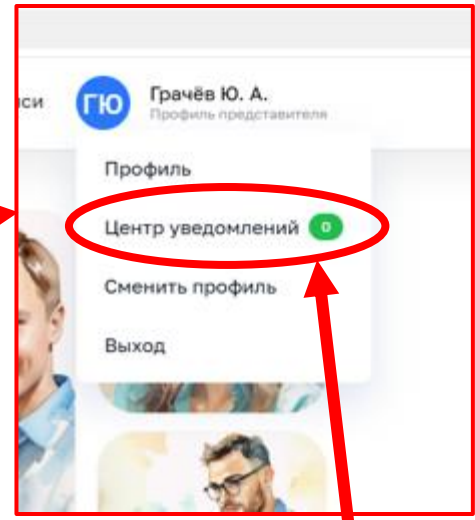 си
ГЮ
Грачёв Ю. А.
Профиль представителя
Профиль
Центр уведомлений 0
Сменить профиль
Выход